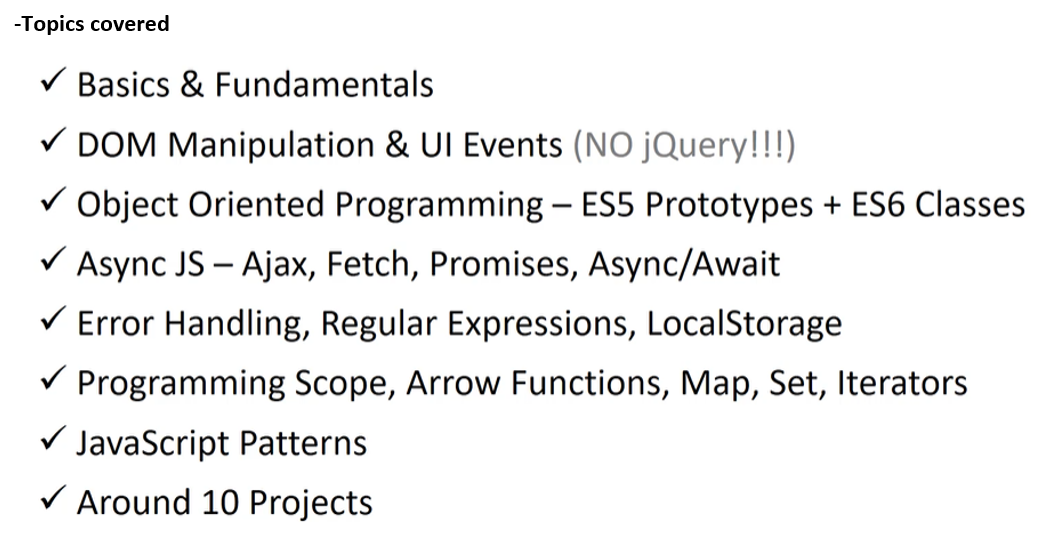 -Topics covered
✓ Basics & Fundamentals
✓ DOM Manipulation & UI Events (NO jQuery!!!)
✓ Object Oriented Programming – ES5 Prototypes + ES6 Classes
✓ Async JS – Ajax, Fetch, Promises, Async/Await
✓ Error Handling, Regular Expressions, LocalStorage
✓ Programming Scope, Arrow Functions, Map, Set, Iterators
✓ JavaScript Patterns
✓ Around 10 Projects